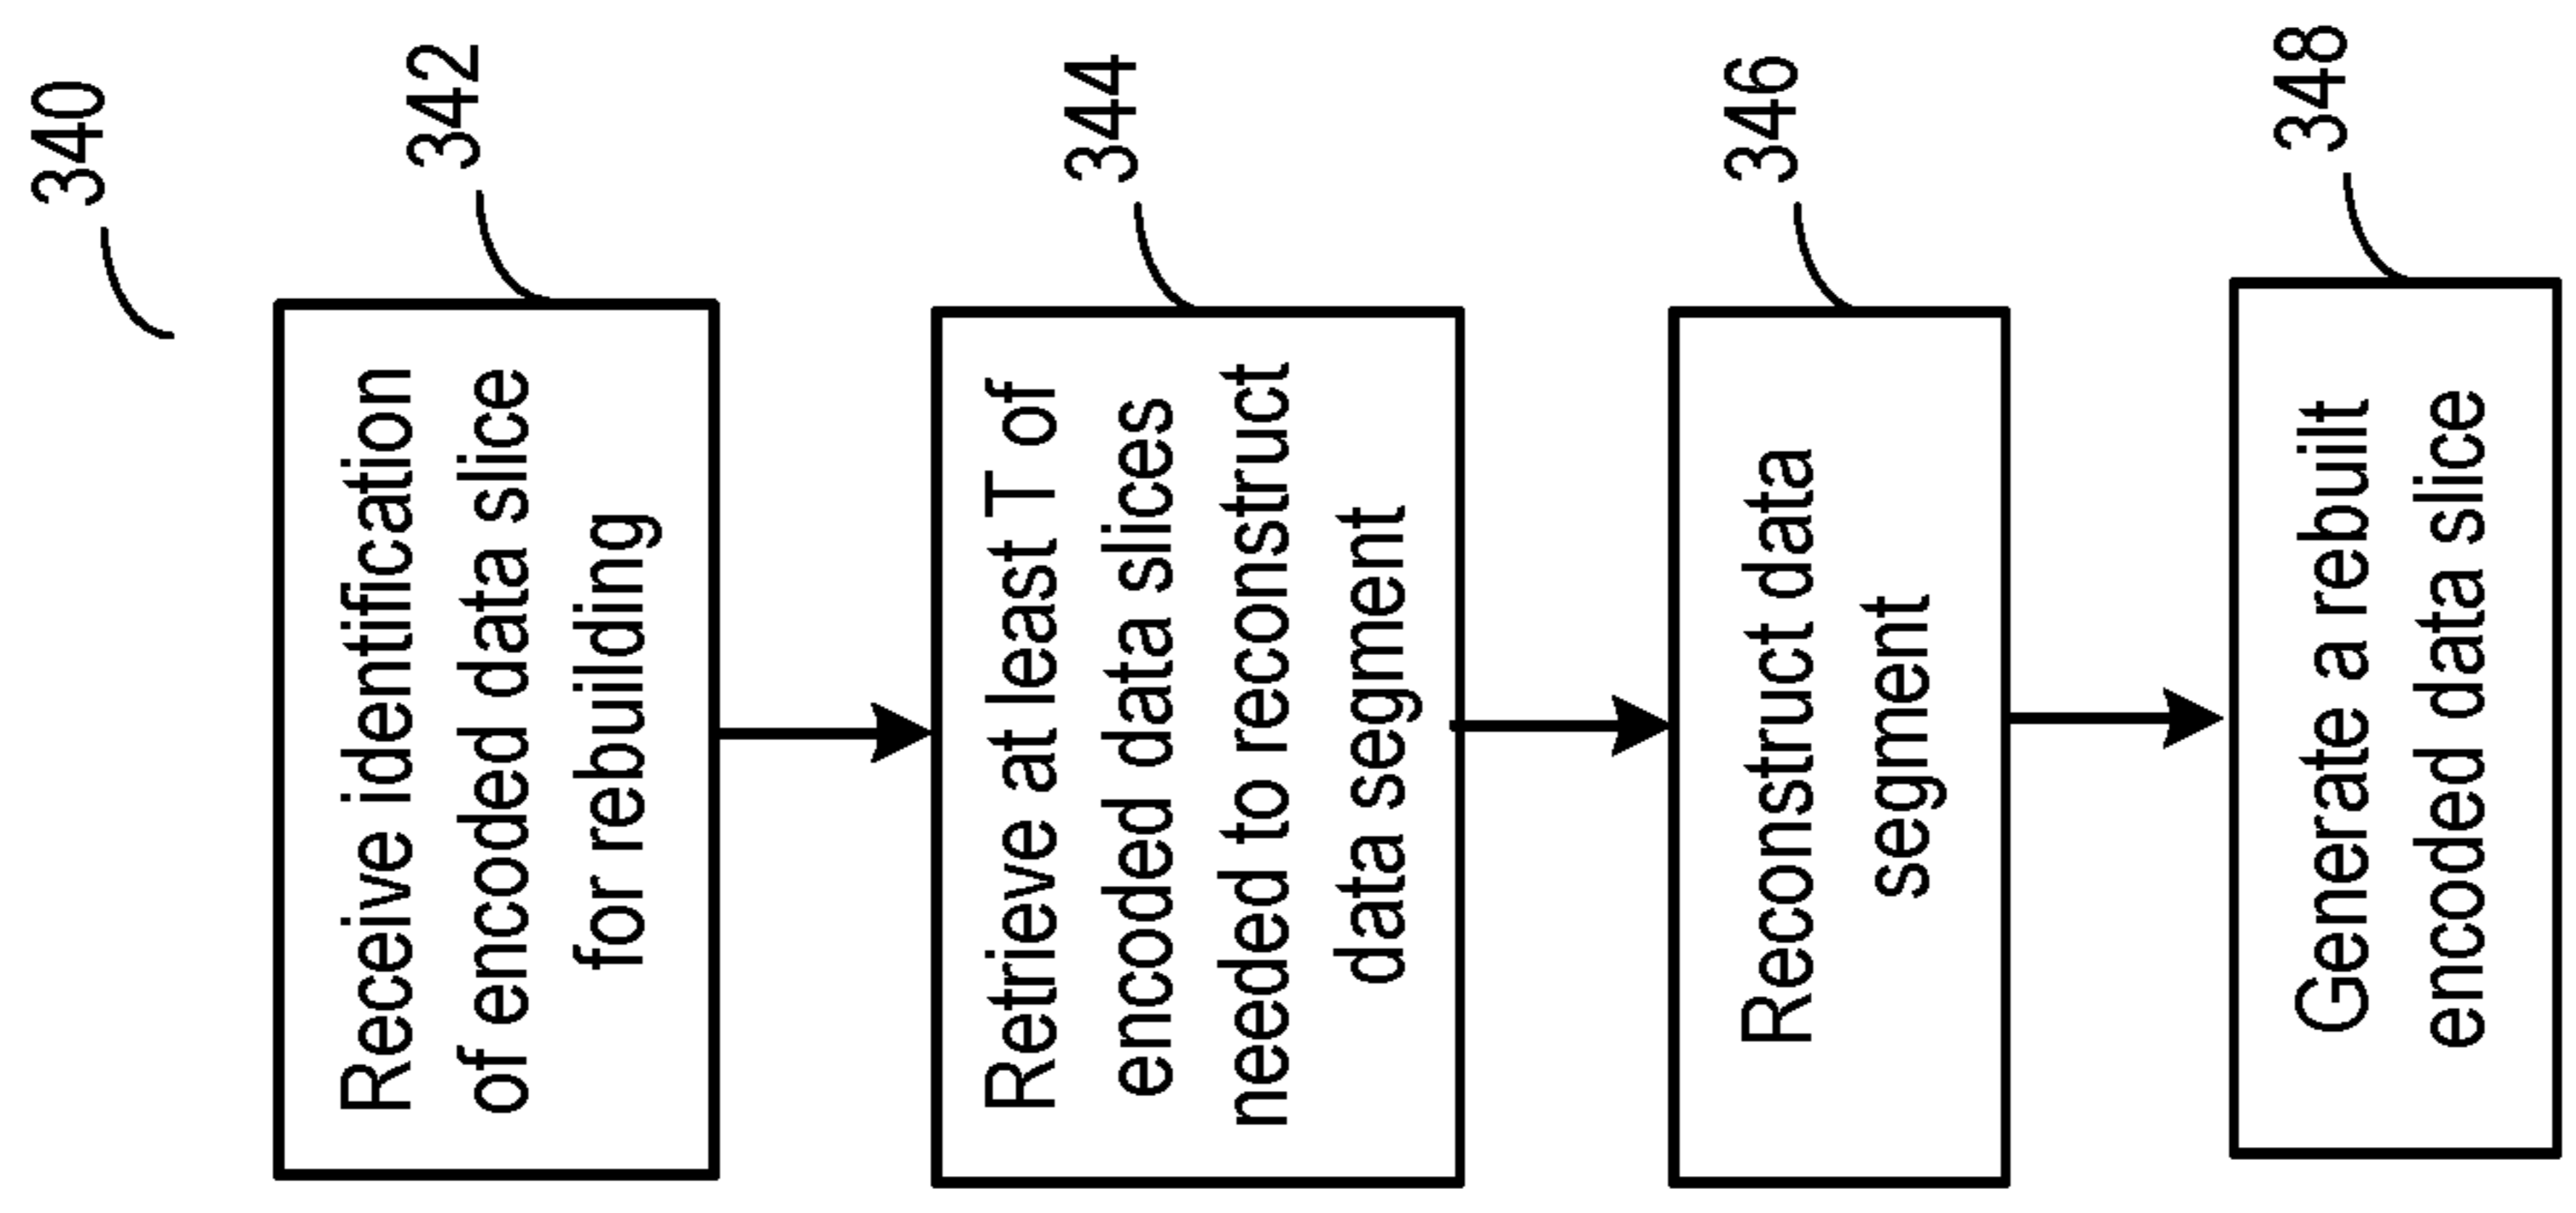 340
342
Receive identification
of encoded data slice
for rebuilding
344
Retrieve at least T of
encoded data slices
needed to reconstruct
data segment
346
Reconstruct data
segment
348
Generate a rebuilt
encoded data slice